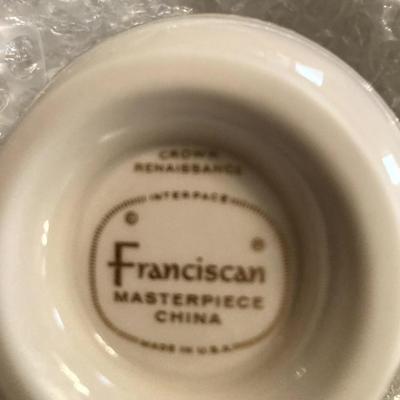 CROWN
RENAISSANCE
INTERPACE
© ®
Franciscan
MASTERPIECE
CHINA
MADE IN U.S.A.